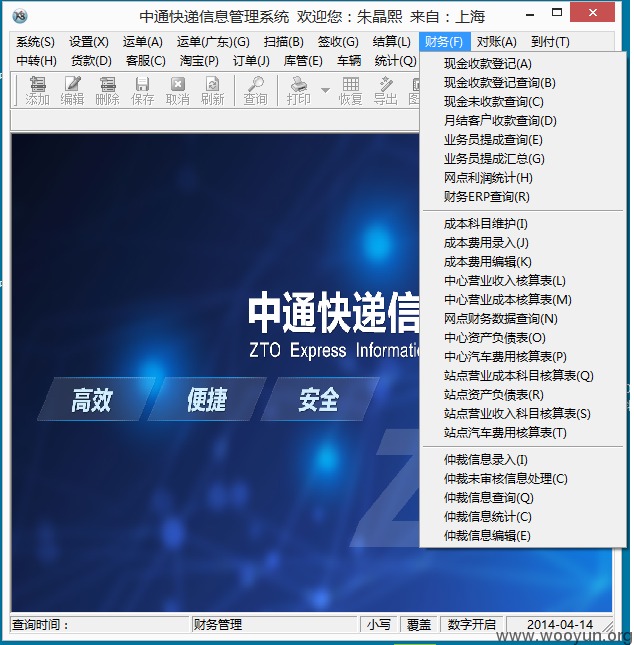 中通快递信息管理系统 欢迎您：朱晶熙 来自：上海
系统(S) 设置(X) 运单(A) 运单(广东)(G) 扫描(B) 签收(G) 结算(L) 财务(F) 对账(A) 到付(T)
中转(H) 货款(D) 客服(C) 淘宝(P) 订单(J) 库管(E) 车辆 统计(Q)
添加 编辑 删除 保存 取消 刷新 查询 打印 恢复 导出
现金收款登记(A)
现金收款登记查询(B)
现金未收款查询(C)
月结客户收款查询(D)
业务员提成查询(E)
业务员提成汇总(G)
网点利润统计(H)
财务ERP查询(R)
成本科目维护(I)
成本费用录入(J)
成本费用编辑(K)
中心营业收入核算表(L)
中心营业成本核算表(M)
网点财务数据查询(N)
中心资产负债表(O)
中心汽车费用核算表(P)
站点营业成本科目核算表(Q)
站点资产负债表(R)
站点营业收入科目核算表(S)
站点汽车费用核算表(T)
仲裁信息录入(I)
仲裁未审核信息处理(C)
仲裁信息查询(Q)
仲裁信息统计(C)
仲裁信息编辑(E)
中通快递信
ZTO Express Informati
高效 便捷 安全
Z
查询时间： 财务管理 小写 覆盖 数字开启 2014-04-14
www.wooyun.org